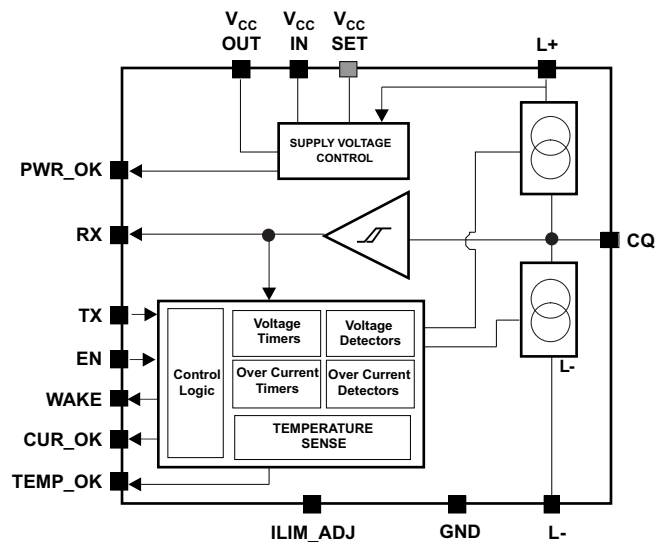 VCC OUT
VCC IN
VCC SET
L+
SUPPLY VOLTAGE
CONTROL
PWR_OK
RX
CQ
TX
EN
WAKE
CUR_OK
TEMP_OK
Control
Logic
Voltage
Timers
Voltage
Detectors
Over Current
Timers
Over Current
Detectors
TEMPERATURE
SENSE
L-
ILIM_ADJ
GND
L-